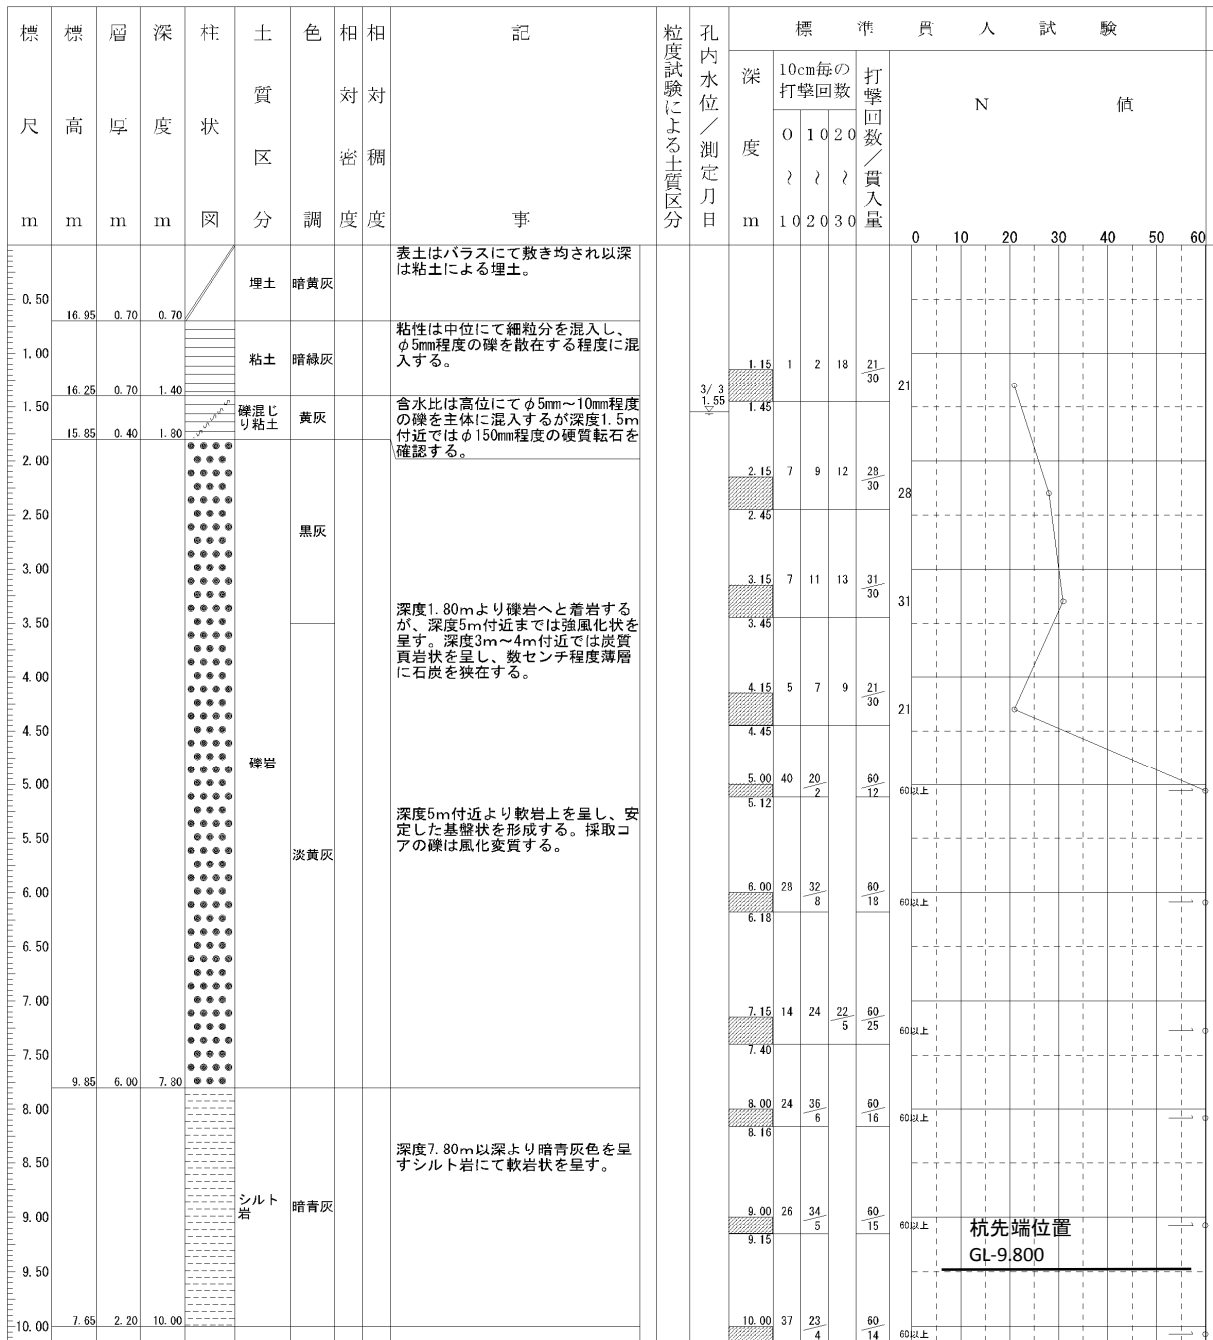 標尺 m
標高 m
層厚 m
深度 m
柱状図
土質区分
色調
相対密度
相対稠度
記事
粒度試験による土質区分
孔内水位／測定月日
標準貫入試験
深度 m
10cm毎の
打撃回数
0 10 20
～ ～ ～
10 20 30
打撃回数／貫入量
N 値
0 10 20 30 40 50 60
0.50
1.00
1.50
2.00
2.50
3.00
3.50
4.00
4.50
5.00
5.50
6.00
6.50
7.00
7.50
8.00
8.50
9.00
9.50
10.00
16.95 0.70 0.70
埋土 暗黄灰
表土はバラスにて敷き均され以深
は粘土による埋土。
16.25 0.70 1.40
粘土 暗緑灰
粘性は中位にて細粒分を混入し、
φ5mm程度の礫を散在する程度に混
入する。
15.85 0.40 1.80
礫混じ
り粘土
黄灰
含水比は高位にてφ5mm～10mm程度
の礫を主体に混入するが深度1.5m
付近ではφ150mm程度の硬質転石を
確認する。
9.85 6.00 7.80
礫岩
黒灰
淡黄灰
深度1.80mより礫岩へと着岩する
が、深度5m付近までは強風化状を
呈す。深度3m～4m付近では炭質
頁岩状を呈し、数センチ程度薄層
に石炭を狭在する。
深度5m付近より軟岩上を呈し、安
定した基盤状を形成する。採取コ
アの礫は風化変質する。
7.65 2.20 10.00
シルト
岩
暗青灰
深度7.80m以深より暗青灰色を呈
すシルト岩にて軟岩状を呈す。
3/ 3
1.55
1.15 1 2 18 21/30 21
1.45
2.15 7 9 12 28/30 28
2.45
3.15 7 11 13 31/30 31
3.45
4.15 5 7 9 21/30 21
4.45
5.00 40 20/2 60/12 60以上
5.12
6.00 28 32/8 60/18 60以上
6.18
7.15 14 24 22/5 60/25 60以上
7.40
8.00 24 36/6 60/16 60以上
8.16
9.00 26 34/5 60/15 60以上
9.15
杭先端位置
GL-9.800
10.00 37 23/4 60/14 60以上